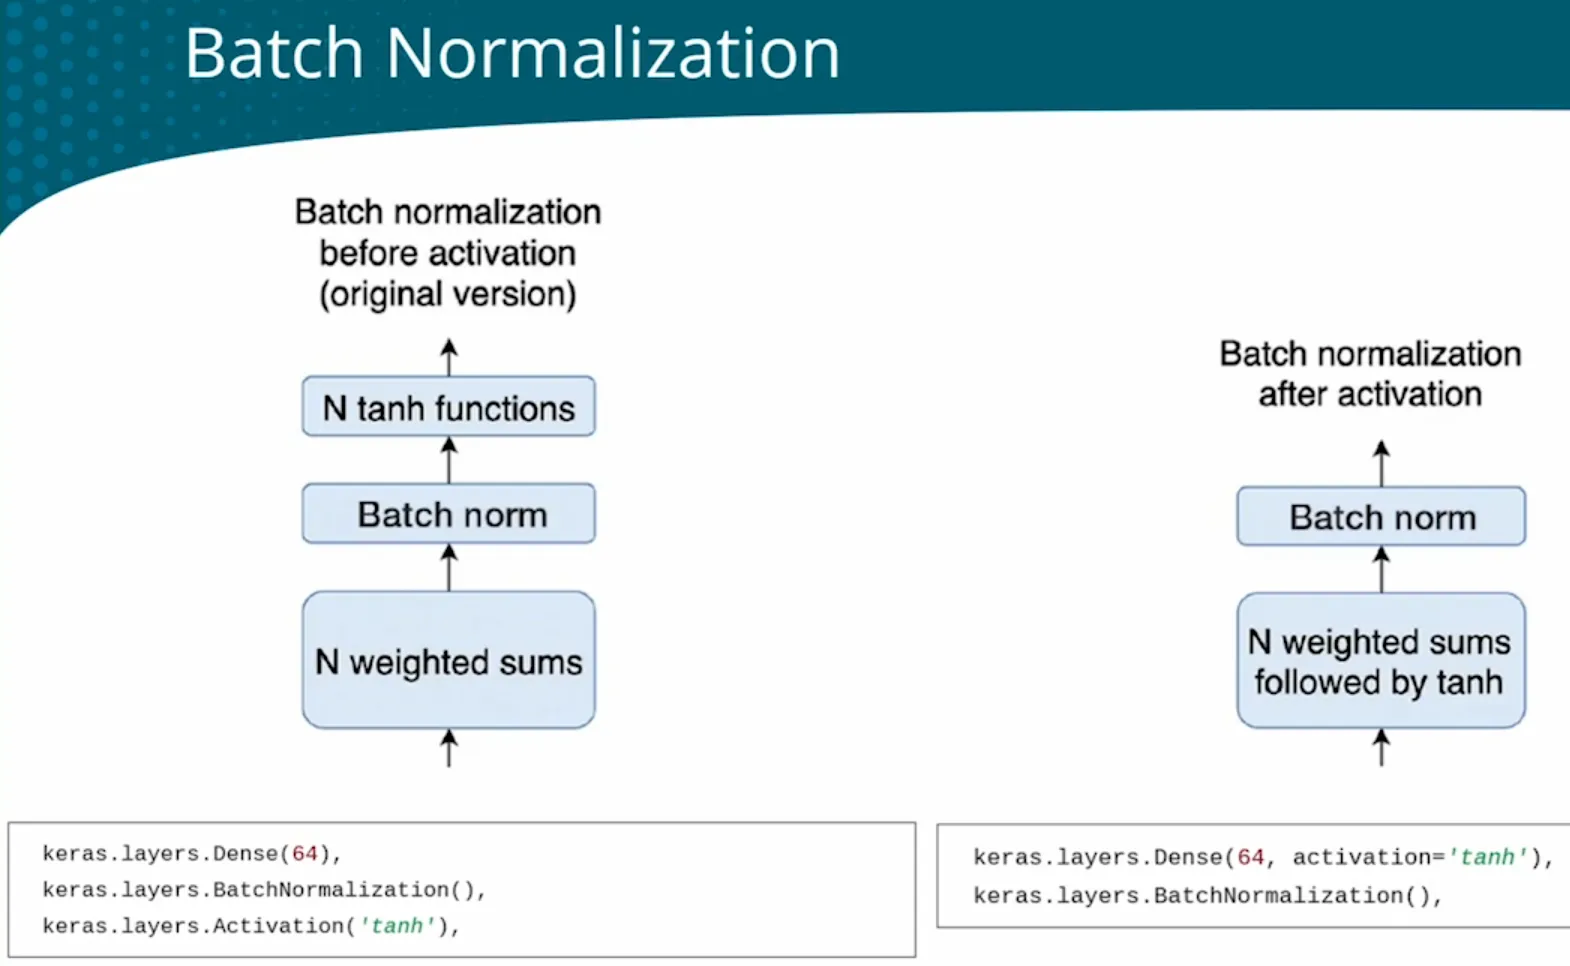 Batch Normalization
Batch normalization
before activation
(original version)
N tanh functions
Batch norm
N weighted sums
keras.layers.Dense(64),
keras.layers.BatchNormalization(),
keras.layers.Activation('tanh'),
Batch normalization
after activation
Batch norm
N weighted sums
followed by tanh
keras.layers.Dense(64, activation='tanh'),
keras.layers.BatchNormalization(),